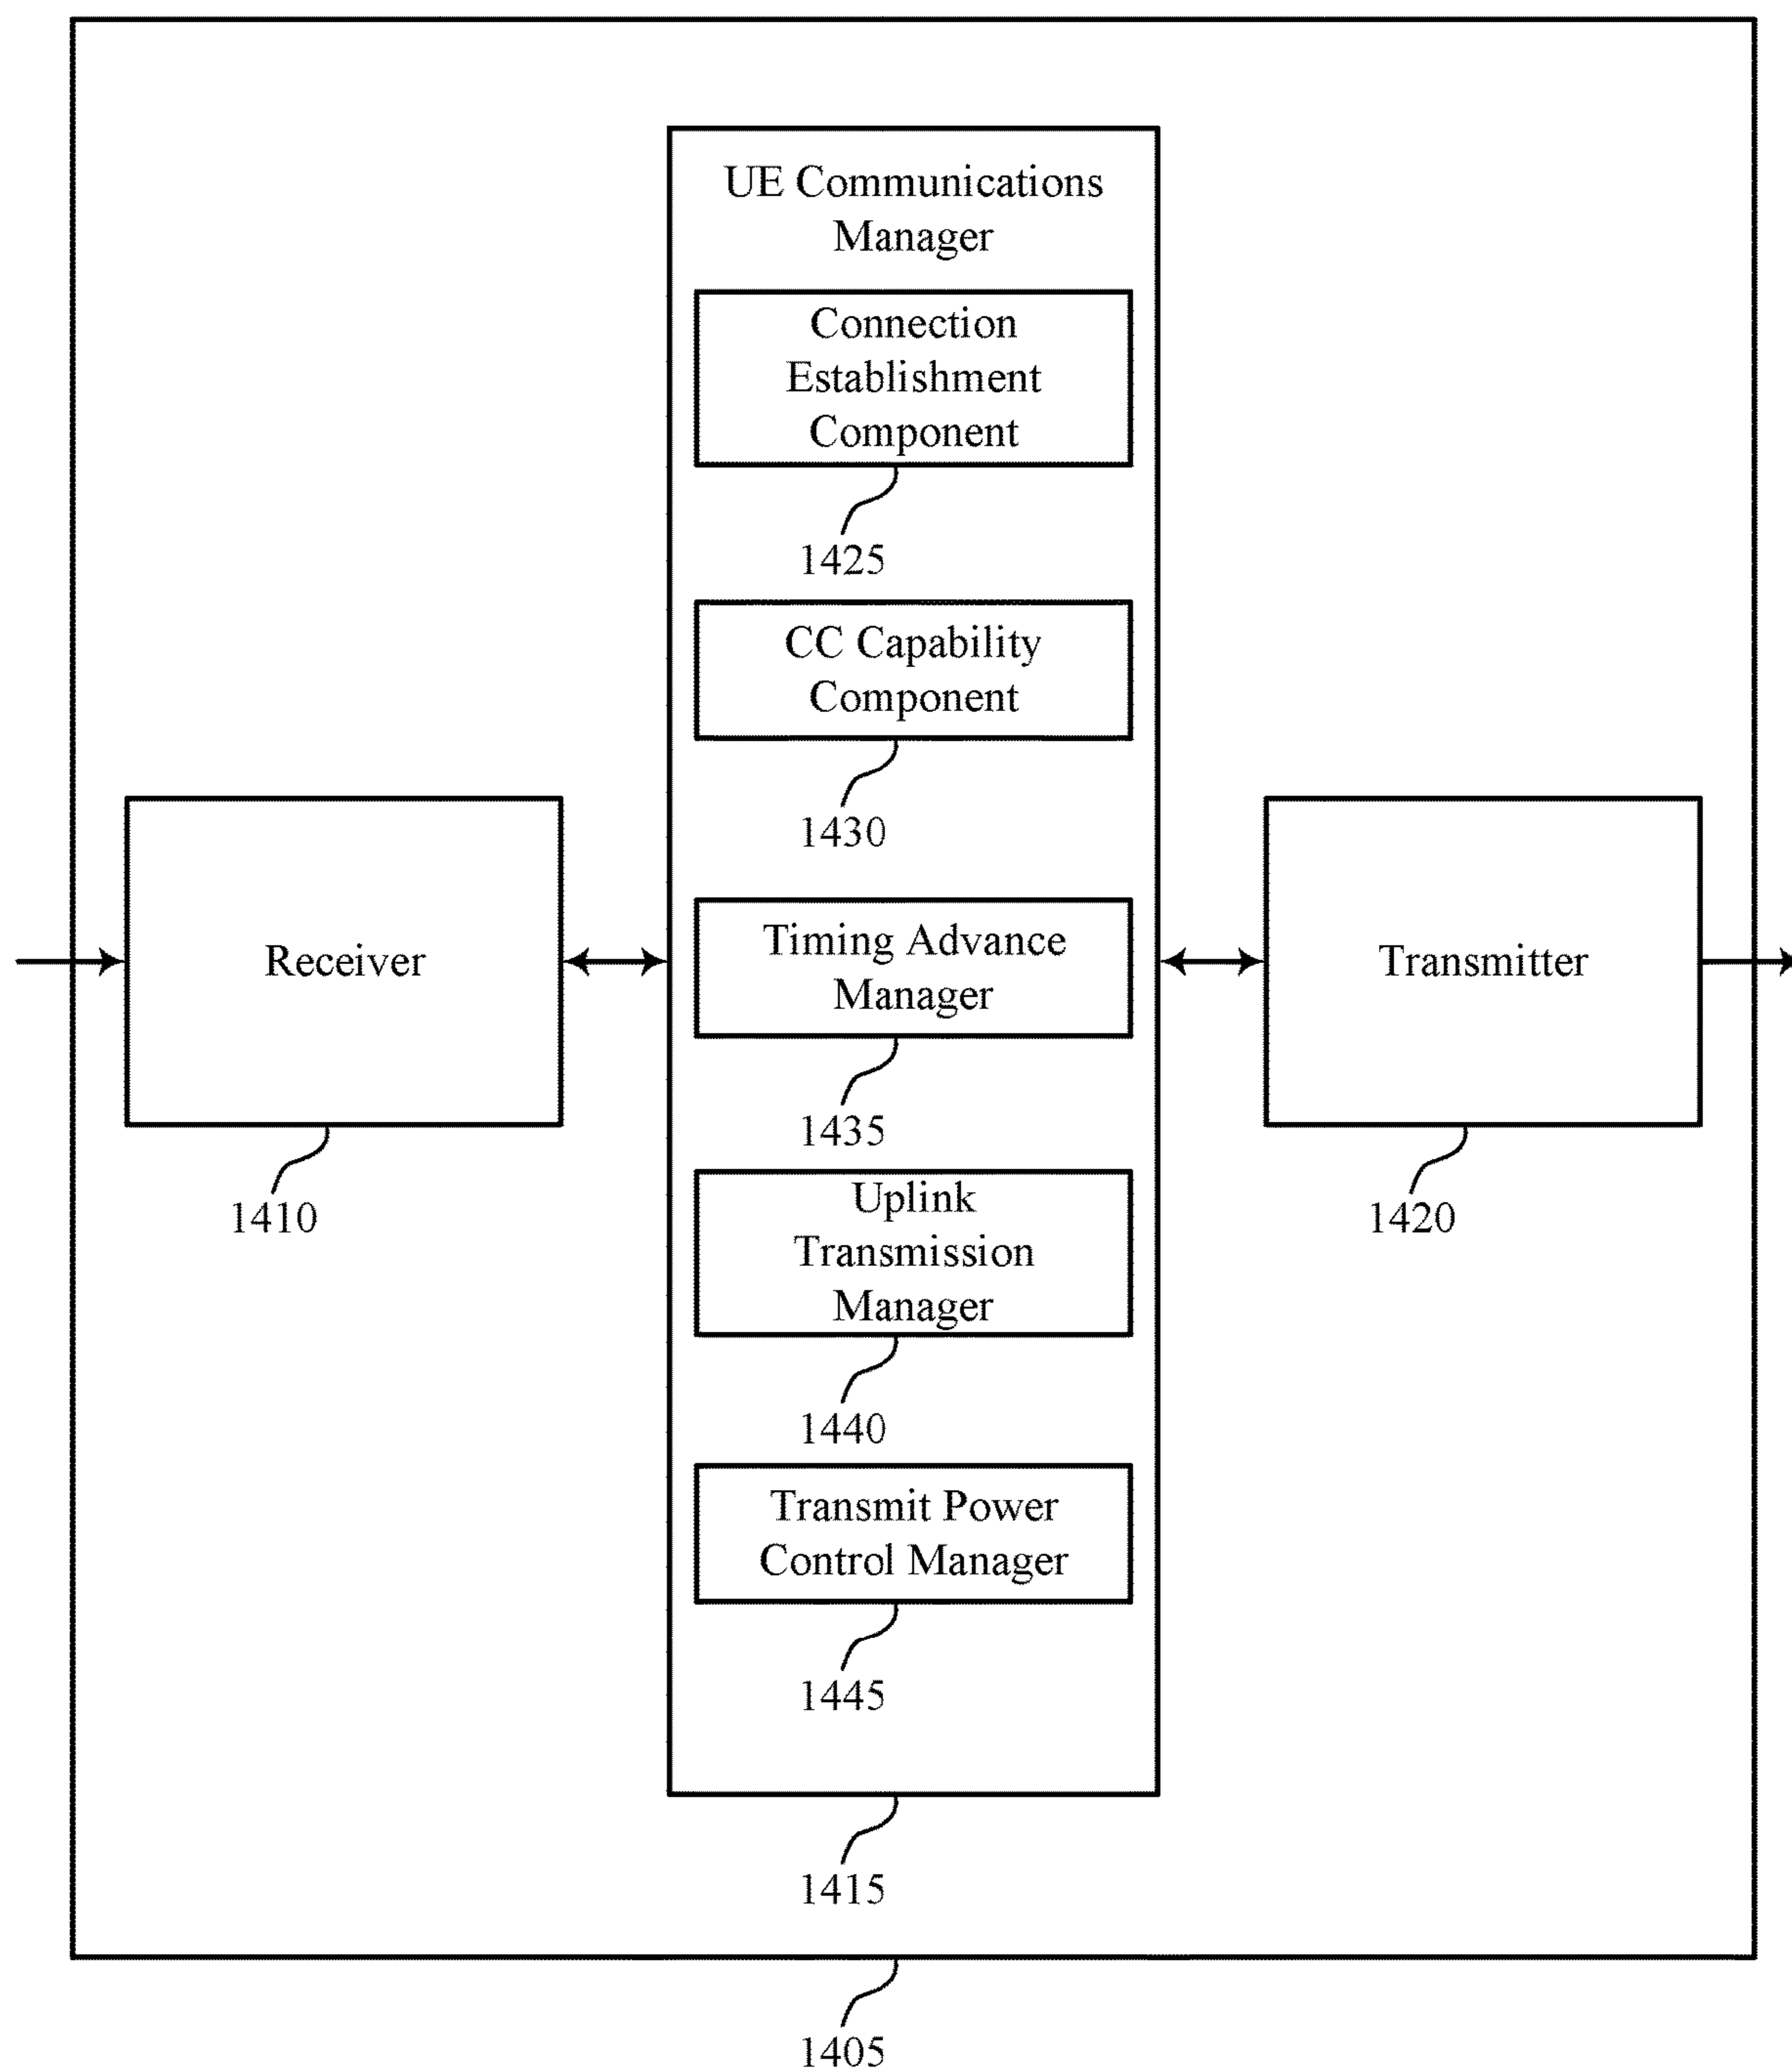 UE Communications
Manager
Connection
Establishment
Component
1425
CC Capability
Component
1430
Timing Advance
Manager
1435
Uplink
Transmission
Manager
1440
Transmit Power
Control Manager
1445
1415
Receiver
1410
Transmitter
1420
1405